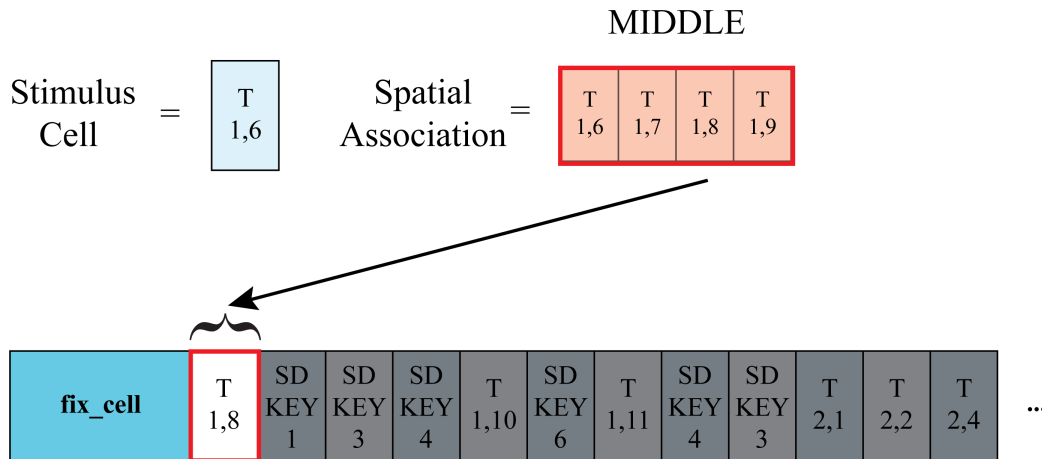 MIDDLE
Stimulus
Cell
=
T
1,6
Spatial
Association
=
T
1,6
T
1,7
T
1,8
T
1,9
fix_cell
T
1,8
SD
KEY
1
SD
KEY
3
SD
KEY
4
T
1,10
SD
KEY
6
T
1,11
SD
KEY
4
SD
KEY
3
T
2,1
T
2,2
T
2,4
...